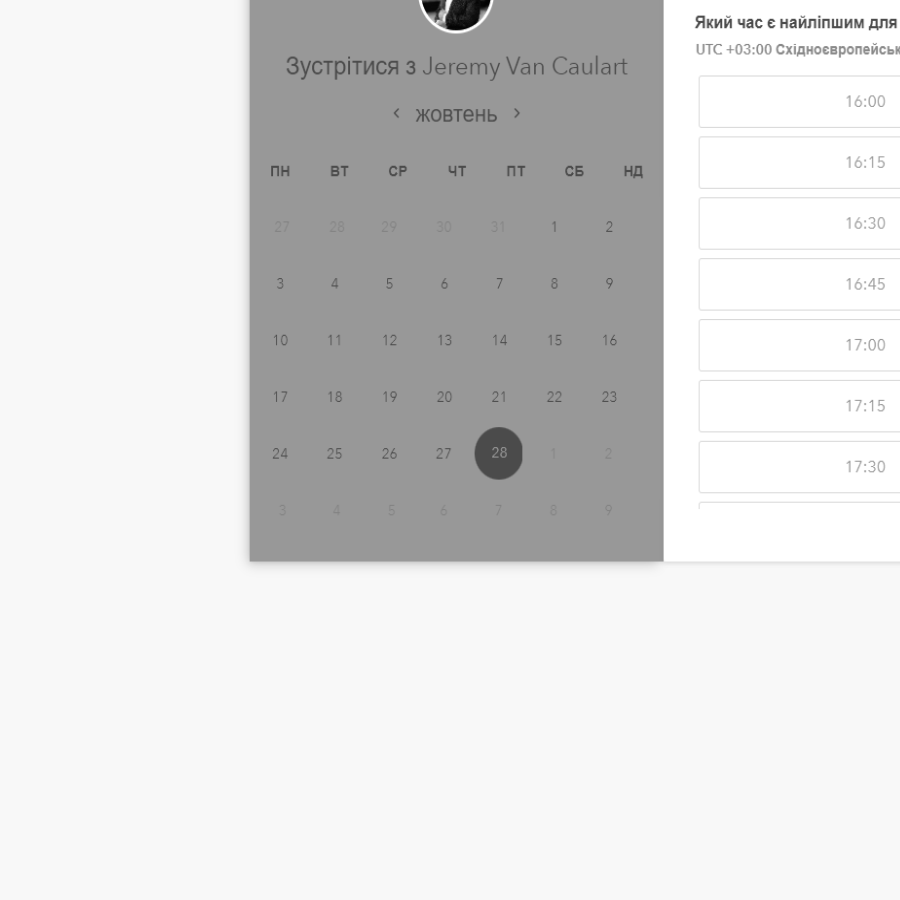 Зустрітися з Jeremy Van Caulart
жовтень
ПН ВТ СР ЧТ ПТ СБ НД
27 28 29 30 31 1 2
3 4 5 6 7 8 9
10 11 12 13 14 15 16
17 18 19 20 21 22 23
24 25 26 27 28 1 2
3 4 5 6 7 8 9
Який час є найліпшим для
UTC +03:00
16:00
16:15
16:30
16:45
17:00
17:15
17:30